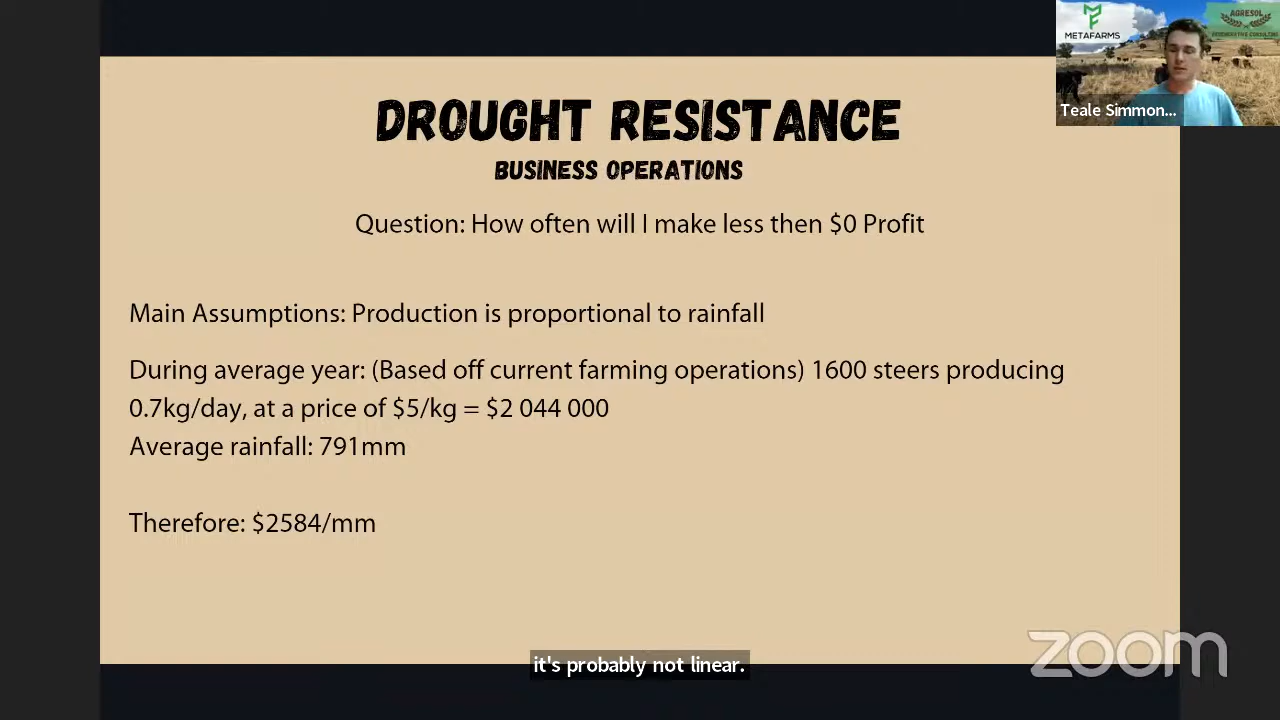 METAFARMS
AGRESOL
REGENERATIVE CONSULTING
Teale Simmon...
DROUGHT RESISTANCE
BUSINESS OPERATIONS
Question: How often will I make less then $0 Profit
Main Assumptions: Production is proportional to rainfall
During average year: (Based off current farming operations) 1600 steers producing
0.7kg/day, at a price of $5/kg = $2 044 000
Average rainfall: 791mm
Therefore: $2584/mm
it's probably not linear.
zoom